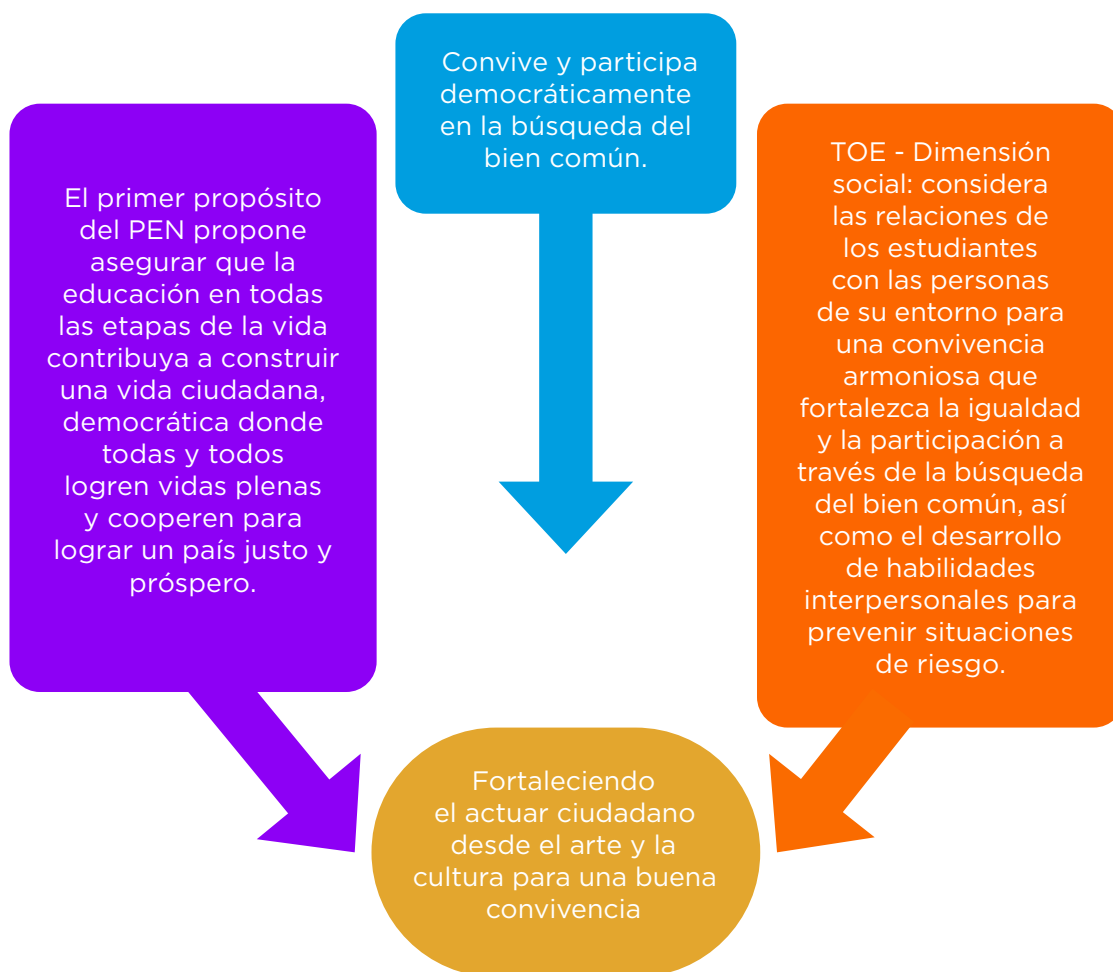 Convive y participa
democráticamente
en la búsqueda del
bien común.
El primer propósito
del PEN propone
asegurar que la
educación en todas
las etapas de la vida
contribuya a construir
una vida ciudadana,
democrática donde
todas y todos
logren vidas plenas
y cooperen para
lograr un país justo y
próspero.
TOE - Dimensión
social: considera
las relaciones de
los estudiantes
con las personas
de su entorno para
una convivencia
armoniosa que
fortalezca la igualdad
y la participación a
través de la búsqueda
del bien común, así
como el desarrollo
de habilidades
interpersonales para
prevenir situaciones
de riesgo.
Fortaleciendo
el actuar ciudadano
desde el arte y la
cultura para una buena
convivencia